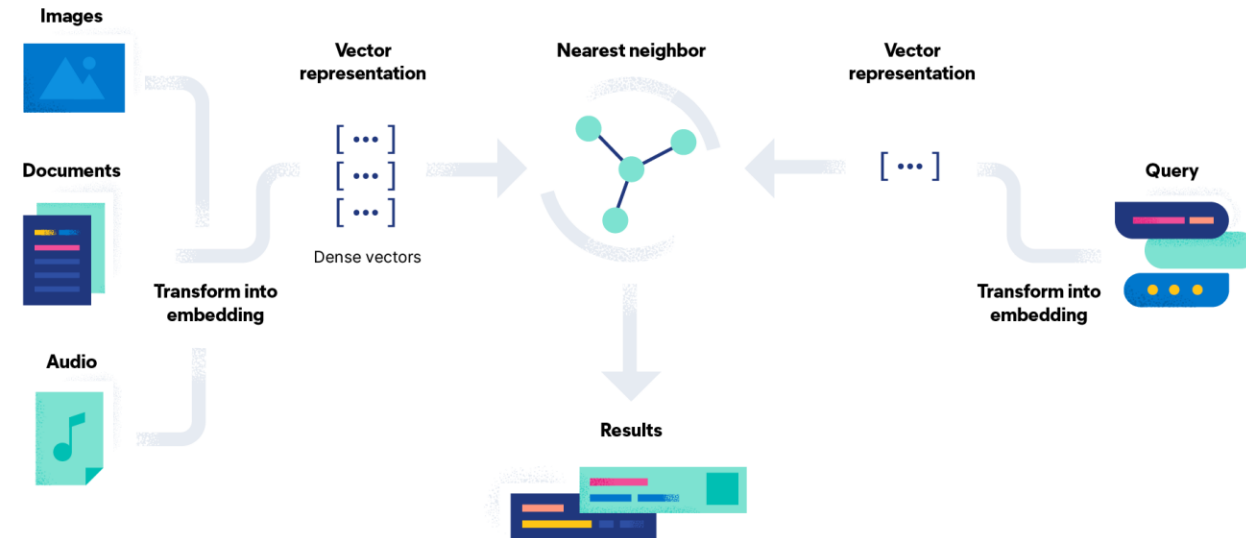 Images
Vector
representation
Nearest neighbor
Vector
representation
[ ••• ]
[ ••• ]
[ ••• ]
[ ••• ]
Documents
Query
Dense vectors
Transform into
embedding
Transform into
embedding
Audio
Results